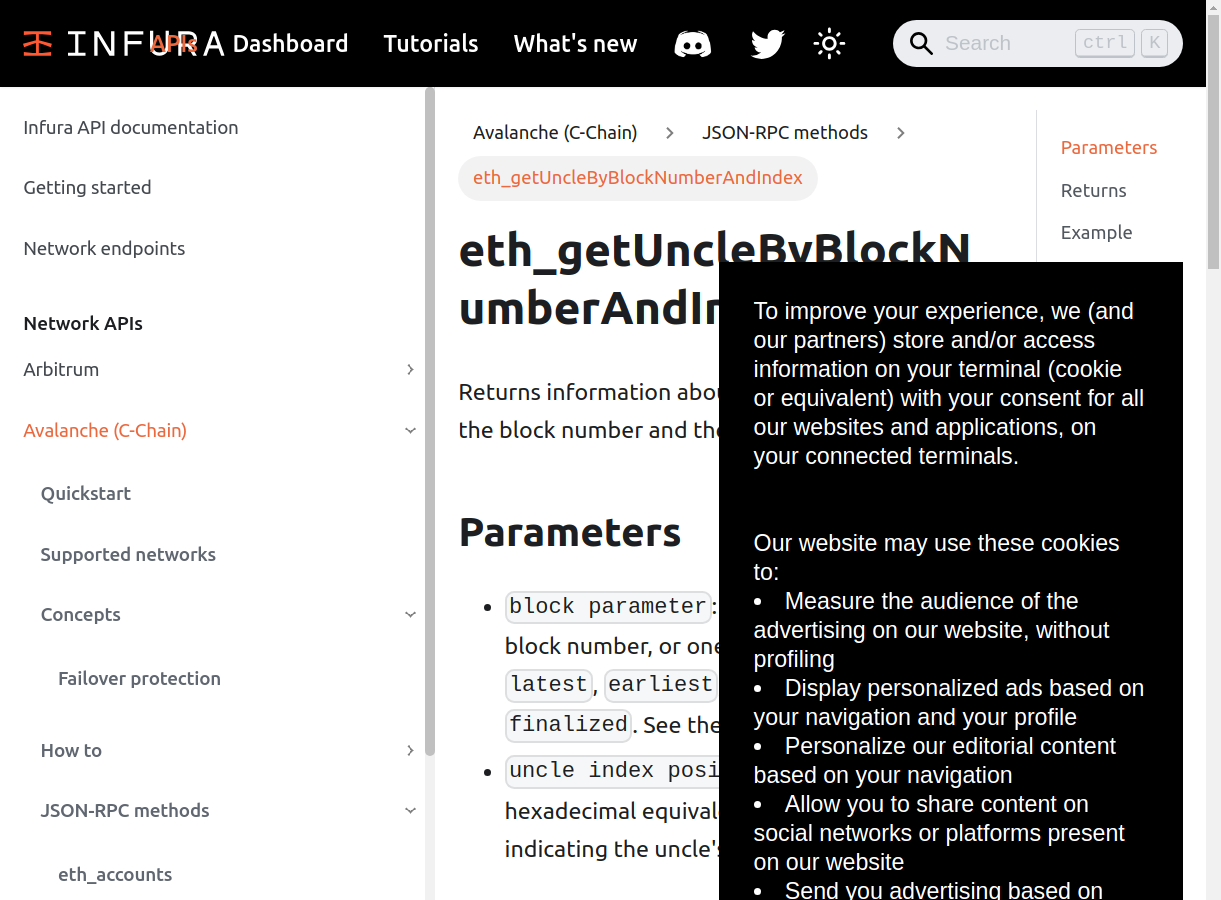 INFURA
APIs
Dashboard
Tutorials
What's new
Search
ctrl
K
Infura API documentation
Getting started
Network endpoints
Network APIs
Arbitrum
Avalanche (C-Chain)
Quickstart
Supported networks
Concepts
Failover protection
How to
JSON-RPC methods
eth_accounts
Avalanche (C-Chain)
JSON-RPC methods
eth_getUncleByBlockNumberAndIndex
eth_getUncleByBlockN
umberAndIn
Returns information abou
the block number and the
Parameters
• block parameter:
block number, or one
latest, earliest
finalized. See the
• uncle index posi
hexadecimal equival
indicating the uncle's
Parameters
Returns
Example
To improve your experience, we (and
our partners) store and/or access
information on your terminal (cookie
or equivalent) with your consent for all
our websites and applications, on
your connected terminals.
Our website may use these cookies
to:
• Measure the audience of the
advertising on our website, without
profiling
• Display personalized ads based on
your navigation and your profile
• Personalize our editorial content
based on your navigation
• Allow you to share content on
social networks or platforms present
on our website
• Send you advertising based on